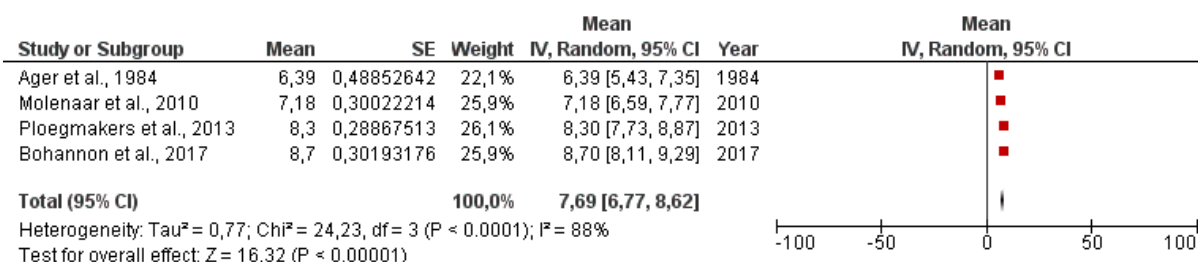 Mean Mean
Study or Subgroup Mean SE Weight IV, Random, 95% CI Year IV, Random, 95% CI
Ager et al., 1984 6,39 0,48852642 22,1% 6,39 [5,43, 7,35] 1984
Molenaar et al., 2010 7,18 0,30022214 25,9% 7,18 [6,59, 7,77] 2010
Ploegmakers et al., 2013 8,3 0,28867513 26,1% 8,30 [7,73, 8,87] 2013
Bohannon et al., 2017 8,7 0,30193176 25,9% 8,70 [8,11, 9,29] 2017
Total (95% CI) 100,0% 7,69 [6,77, 8,62]
Heterogeneity: Tau² = 0,77; Chi² = 24,23, df = 3 (P < 0.0001); I² = 88%
Test for overall effect: Z = 16,32 (P < 0.00001)
-100 -50 0 50 100